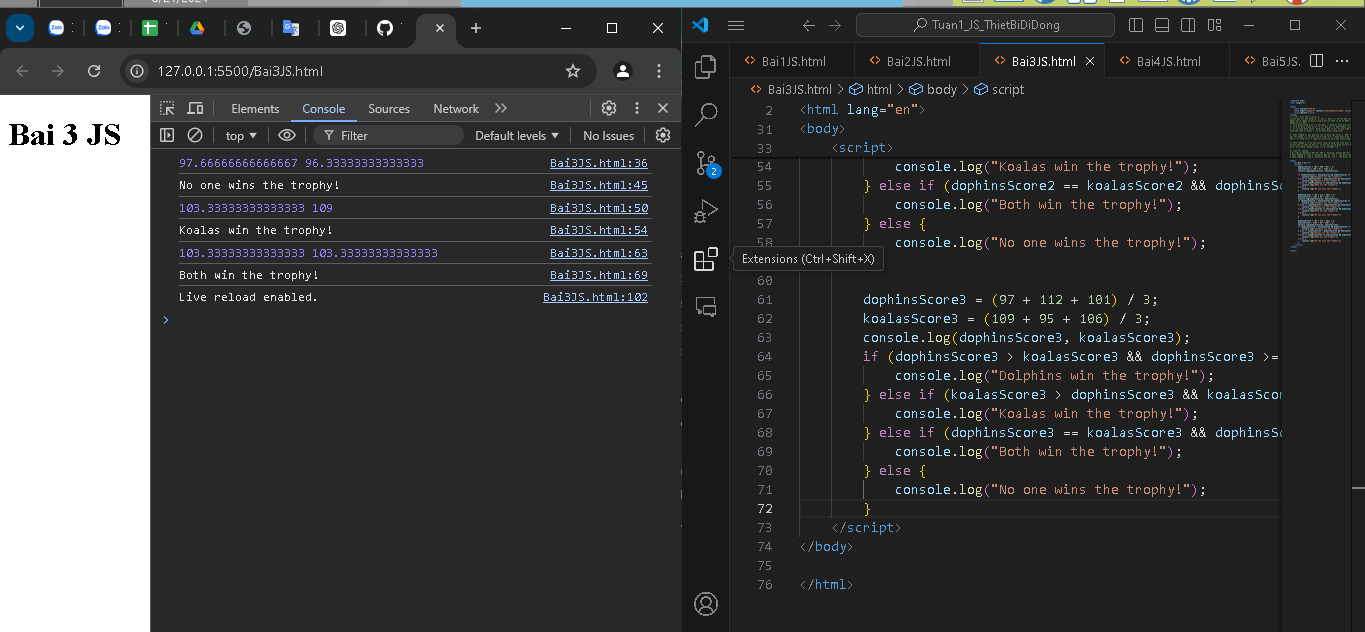 Zalo
Zalo
127.0.0.1:5500/Bai3JS.html
Bai 3 JS
Elements Console Sources Network
top Filter Default levels No Issues
97.66666666666667 96.33333333333333 Bai3JS.html:36
No one wins the trophy! Bai3JS.html:45
103.33333333333333 109 Bai3JS.html:50
Koalas win the trophy! Bai3JS.html:54
103.33333333333333 103.33333333333333 Bai3JS.html:63
Both win the trophy! Bai3JS.html:69
Live reload enabled. Bai3JS.html:102
Tuan1_JS_ThietBiDiDong
Bai1JS.html Bai2JS.html Bai3JS.html Bai4JS.html Bai5JS.
Bai3JS.html > html > body > script
2 <html lang="en">
31 <body>
33 <script>
54 console.log("Koalas win the trophy!");
55 } else if (dophinsScore2 == koalasScore2 && dophinsSc
56 console.log("Both win the trophy!");
57 } else {
58 console.log("No one wins the trophy!");
Extensions (Ctrl+Shift+X)
60
61 dophinsScore3 = (97 + 112 + 101) / 3;
62 koalasScore3 = (109 + 95 + 106) / 3;
63 console.log(dophinsScore3, koalasScore3);
64 if (dophinsScore3 > koalasScore3 && dophinsScore3 >=
65 console.log("Dolphins win the trophy!");
66 } else if (koalasScore3 > dophinsScore3 && koalasScor
67 console.log("Koalas win the trophy!");
68 } else if (dophinsScore3 == koalasScore3 && dophinsSc
69 console.log("Both win the trophy!");
70 } else {
71 console.log("No one wins the trophy!");
72 }
73 </script>
74 </body>
75
76 </html>
2